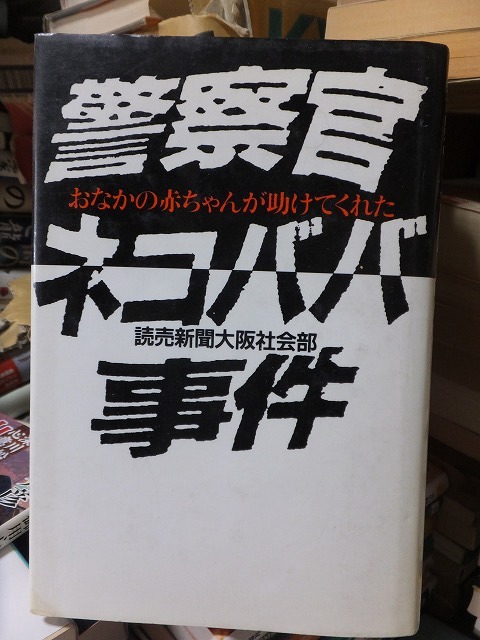 警察官
おなかの赤ちゃんが助けてくれた
ネコババ
読売新聞大阪社会部
事件